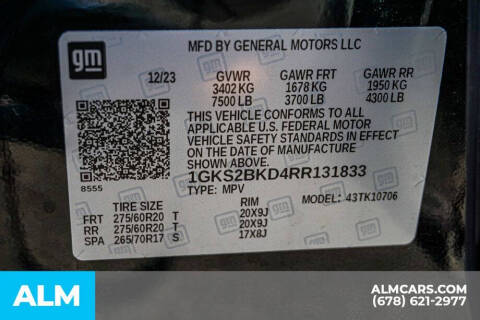 gm
MFD BY GENERAL MOTORS LLC
12/23 GVWR GAWR FRT GAWR RR
3402 KG 1678 KG 1950 KG
7500 LB 3700 LB 4300 LB
THIS VEHICLE CONFORMS TO ALL
APPLICABLE U.S. FEDERAL MOTOR
VEHICLE SAFETY STANDARDS IN EFFECT
ON THE DATE OF MANUFACTURE
SHOWN ABOVE.
8555
1GKS2BKD4RR131833
TYPE: MPV MODEL: 43TK10706
TIRE SIZE RIM
FRT 275/60R20 T 20X9J
RR 275/60R20 T 20X9J
SPA 265/70R17 S 17X8J
ALM
ALMCARS.COM
(678) 621-2977